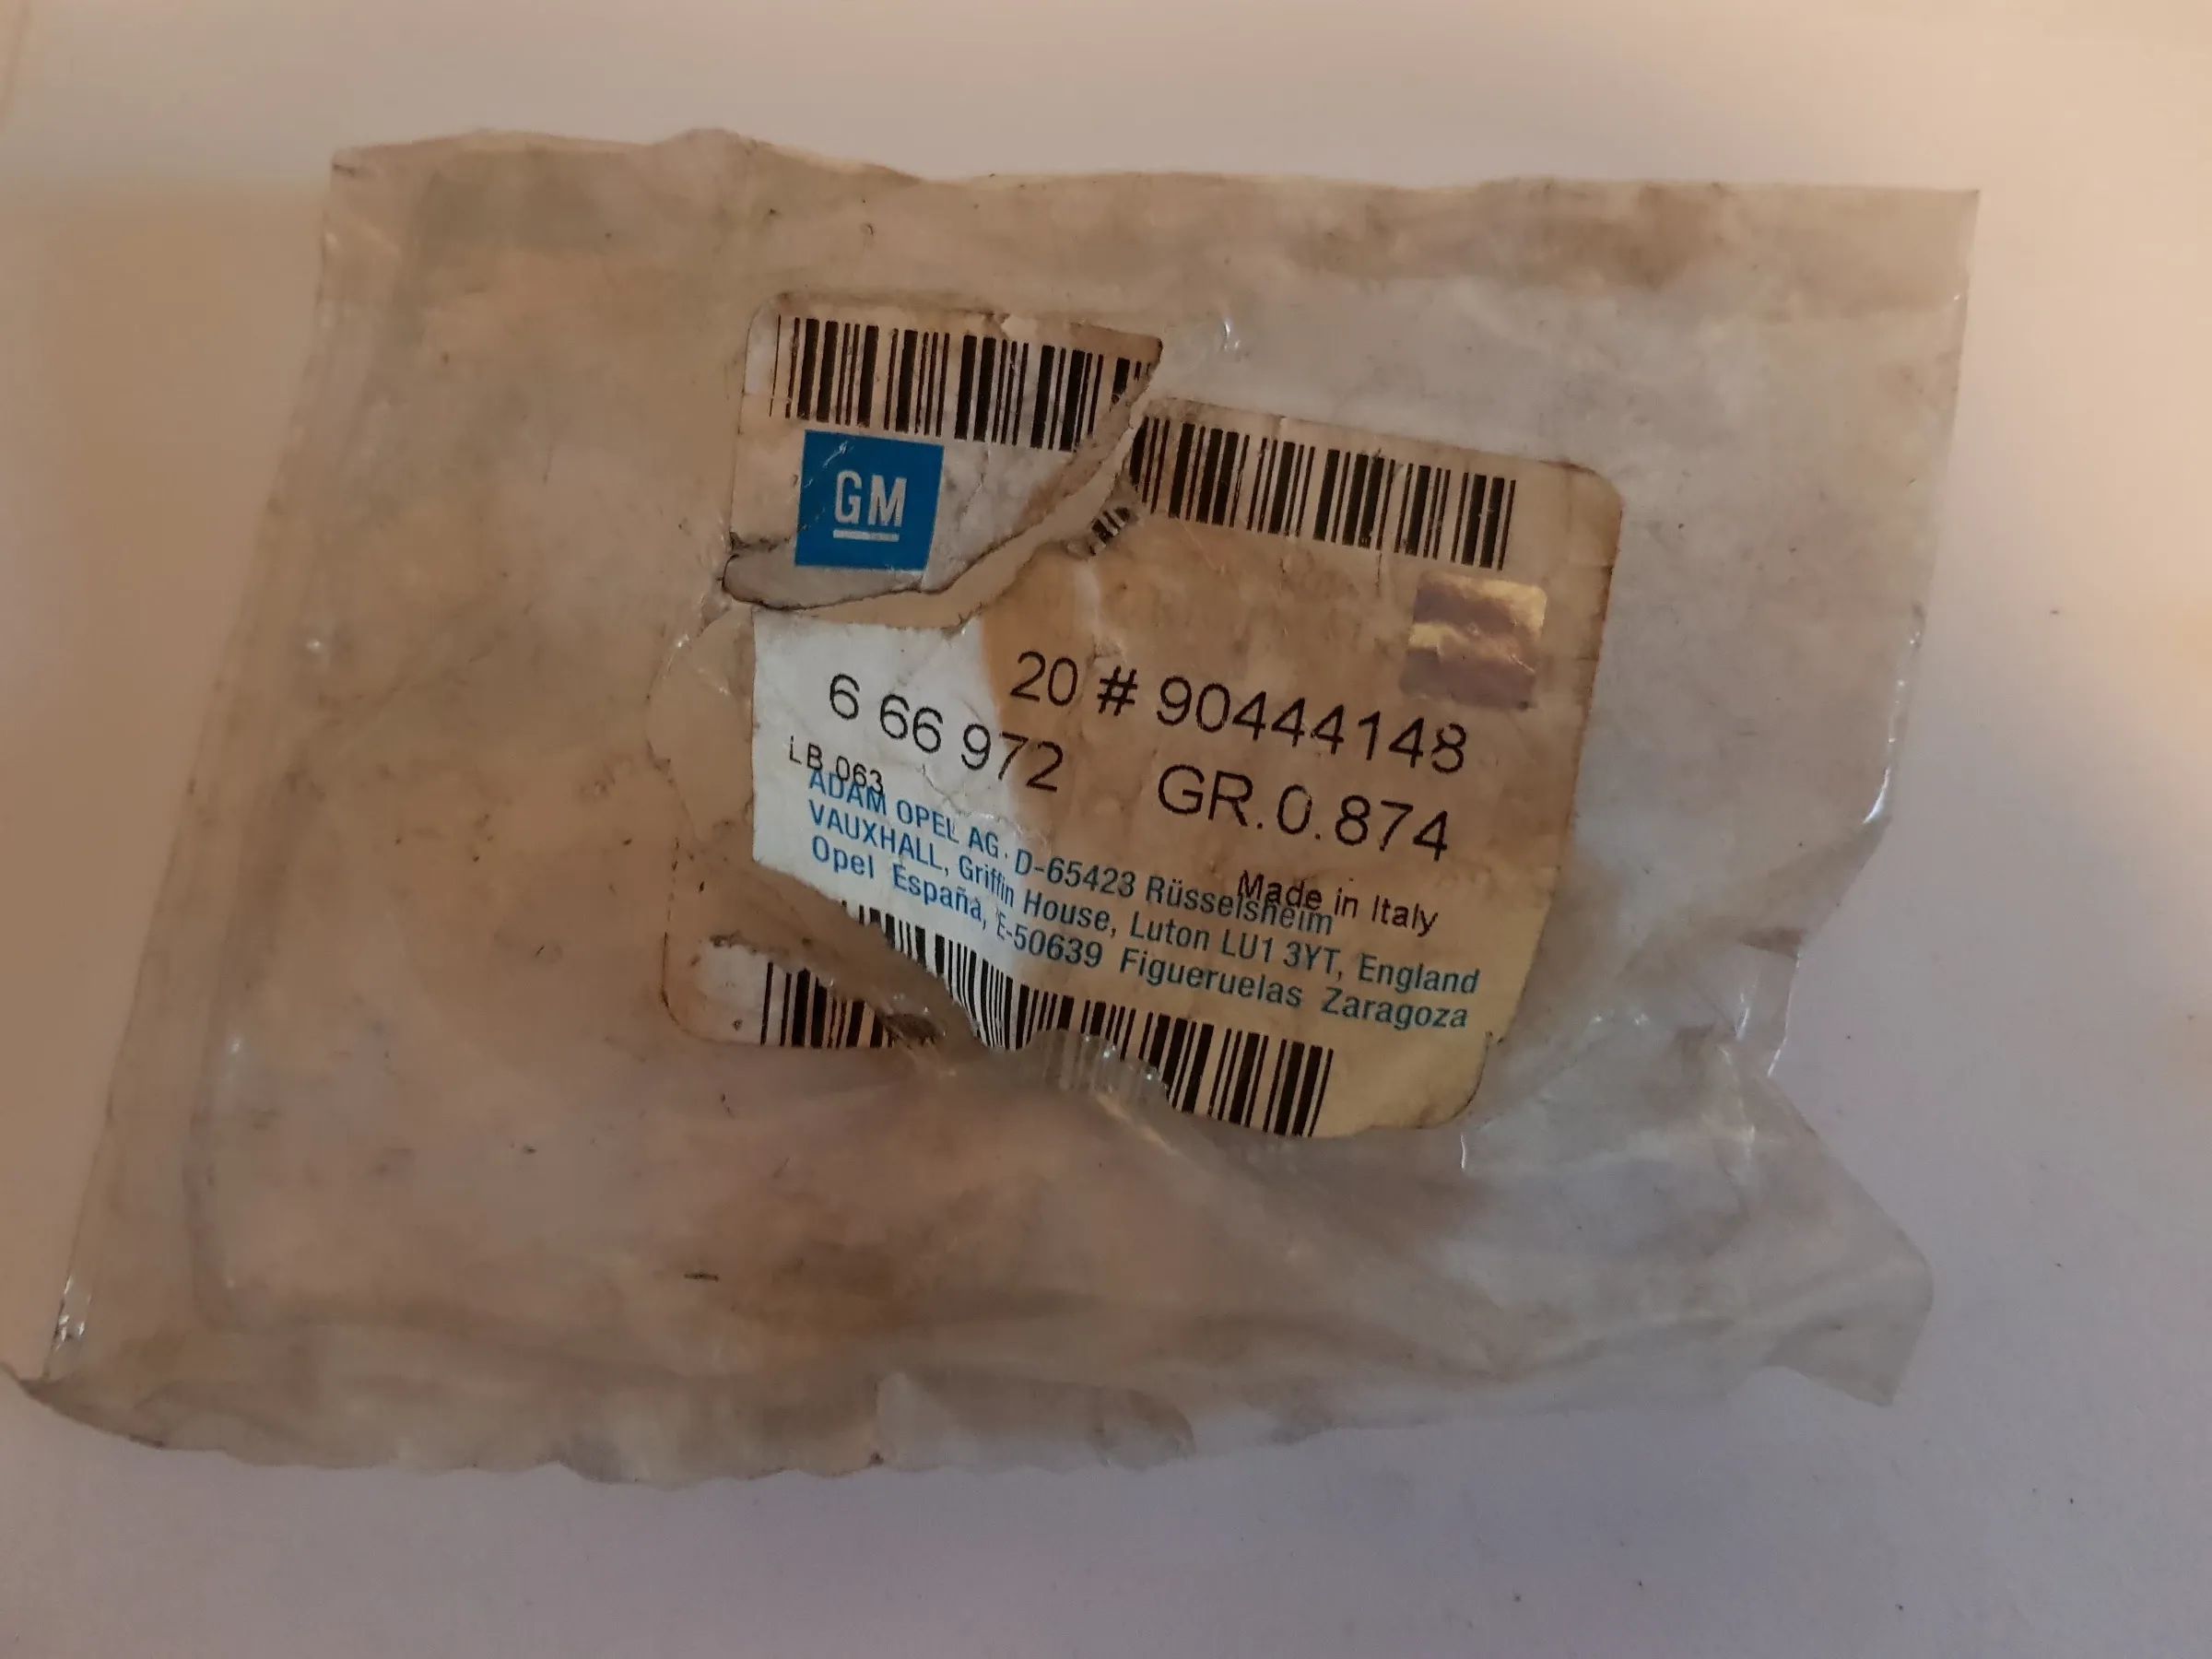 GM
20 # 90444148
6 66 972 GR.0.874
LB 063
Made in Italy
ADAM OPEL AG · D-65423 Rüsselsheim
VAUXHALL, Griffin House, Luton LU1 3YT, England
Opel España, E-50639 Figueruelas Zaragoza